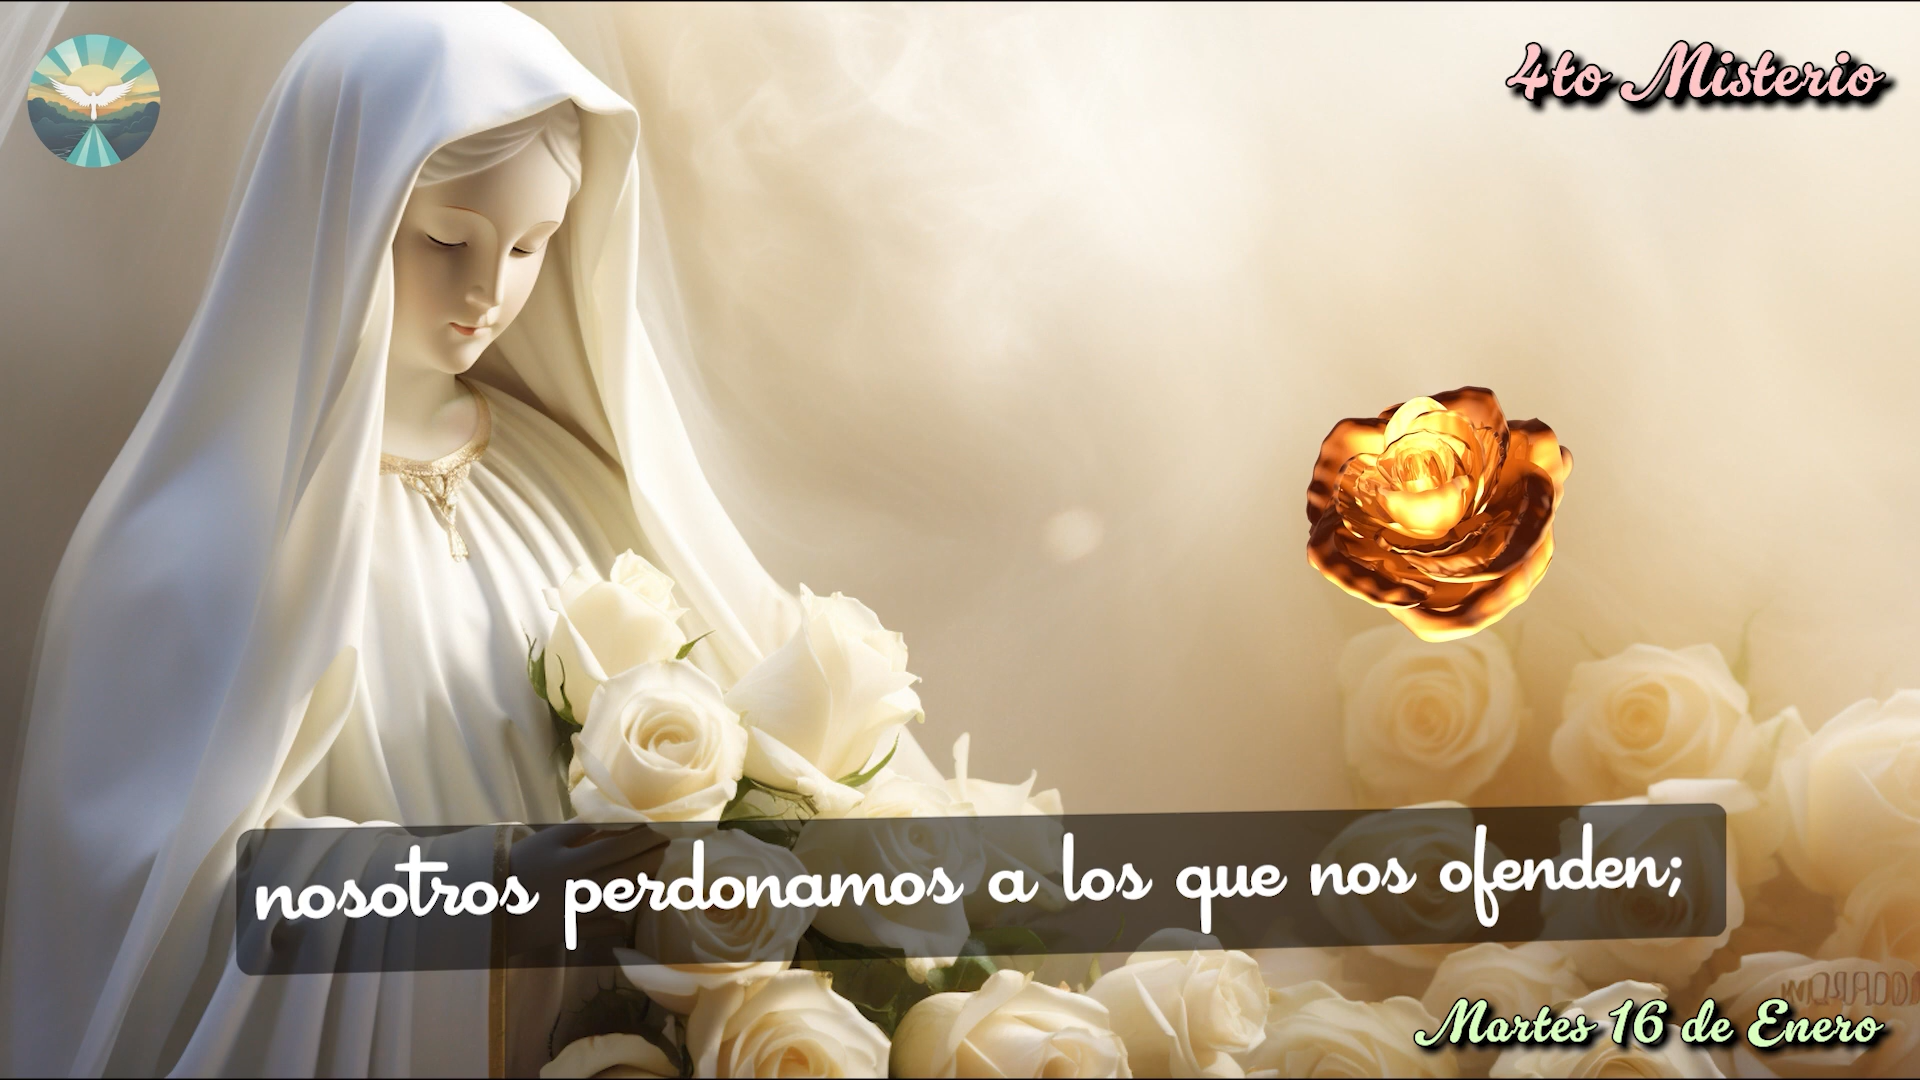 4to Misterio
nosotros perdonamos a los que nos ofenden;
Martes 16 de Enero